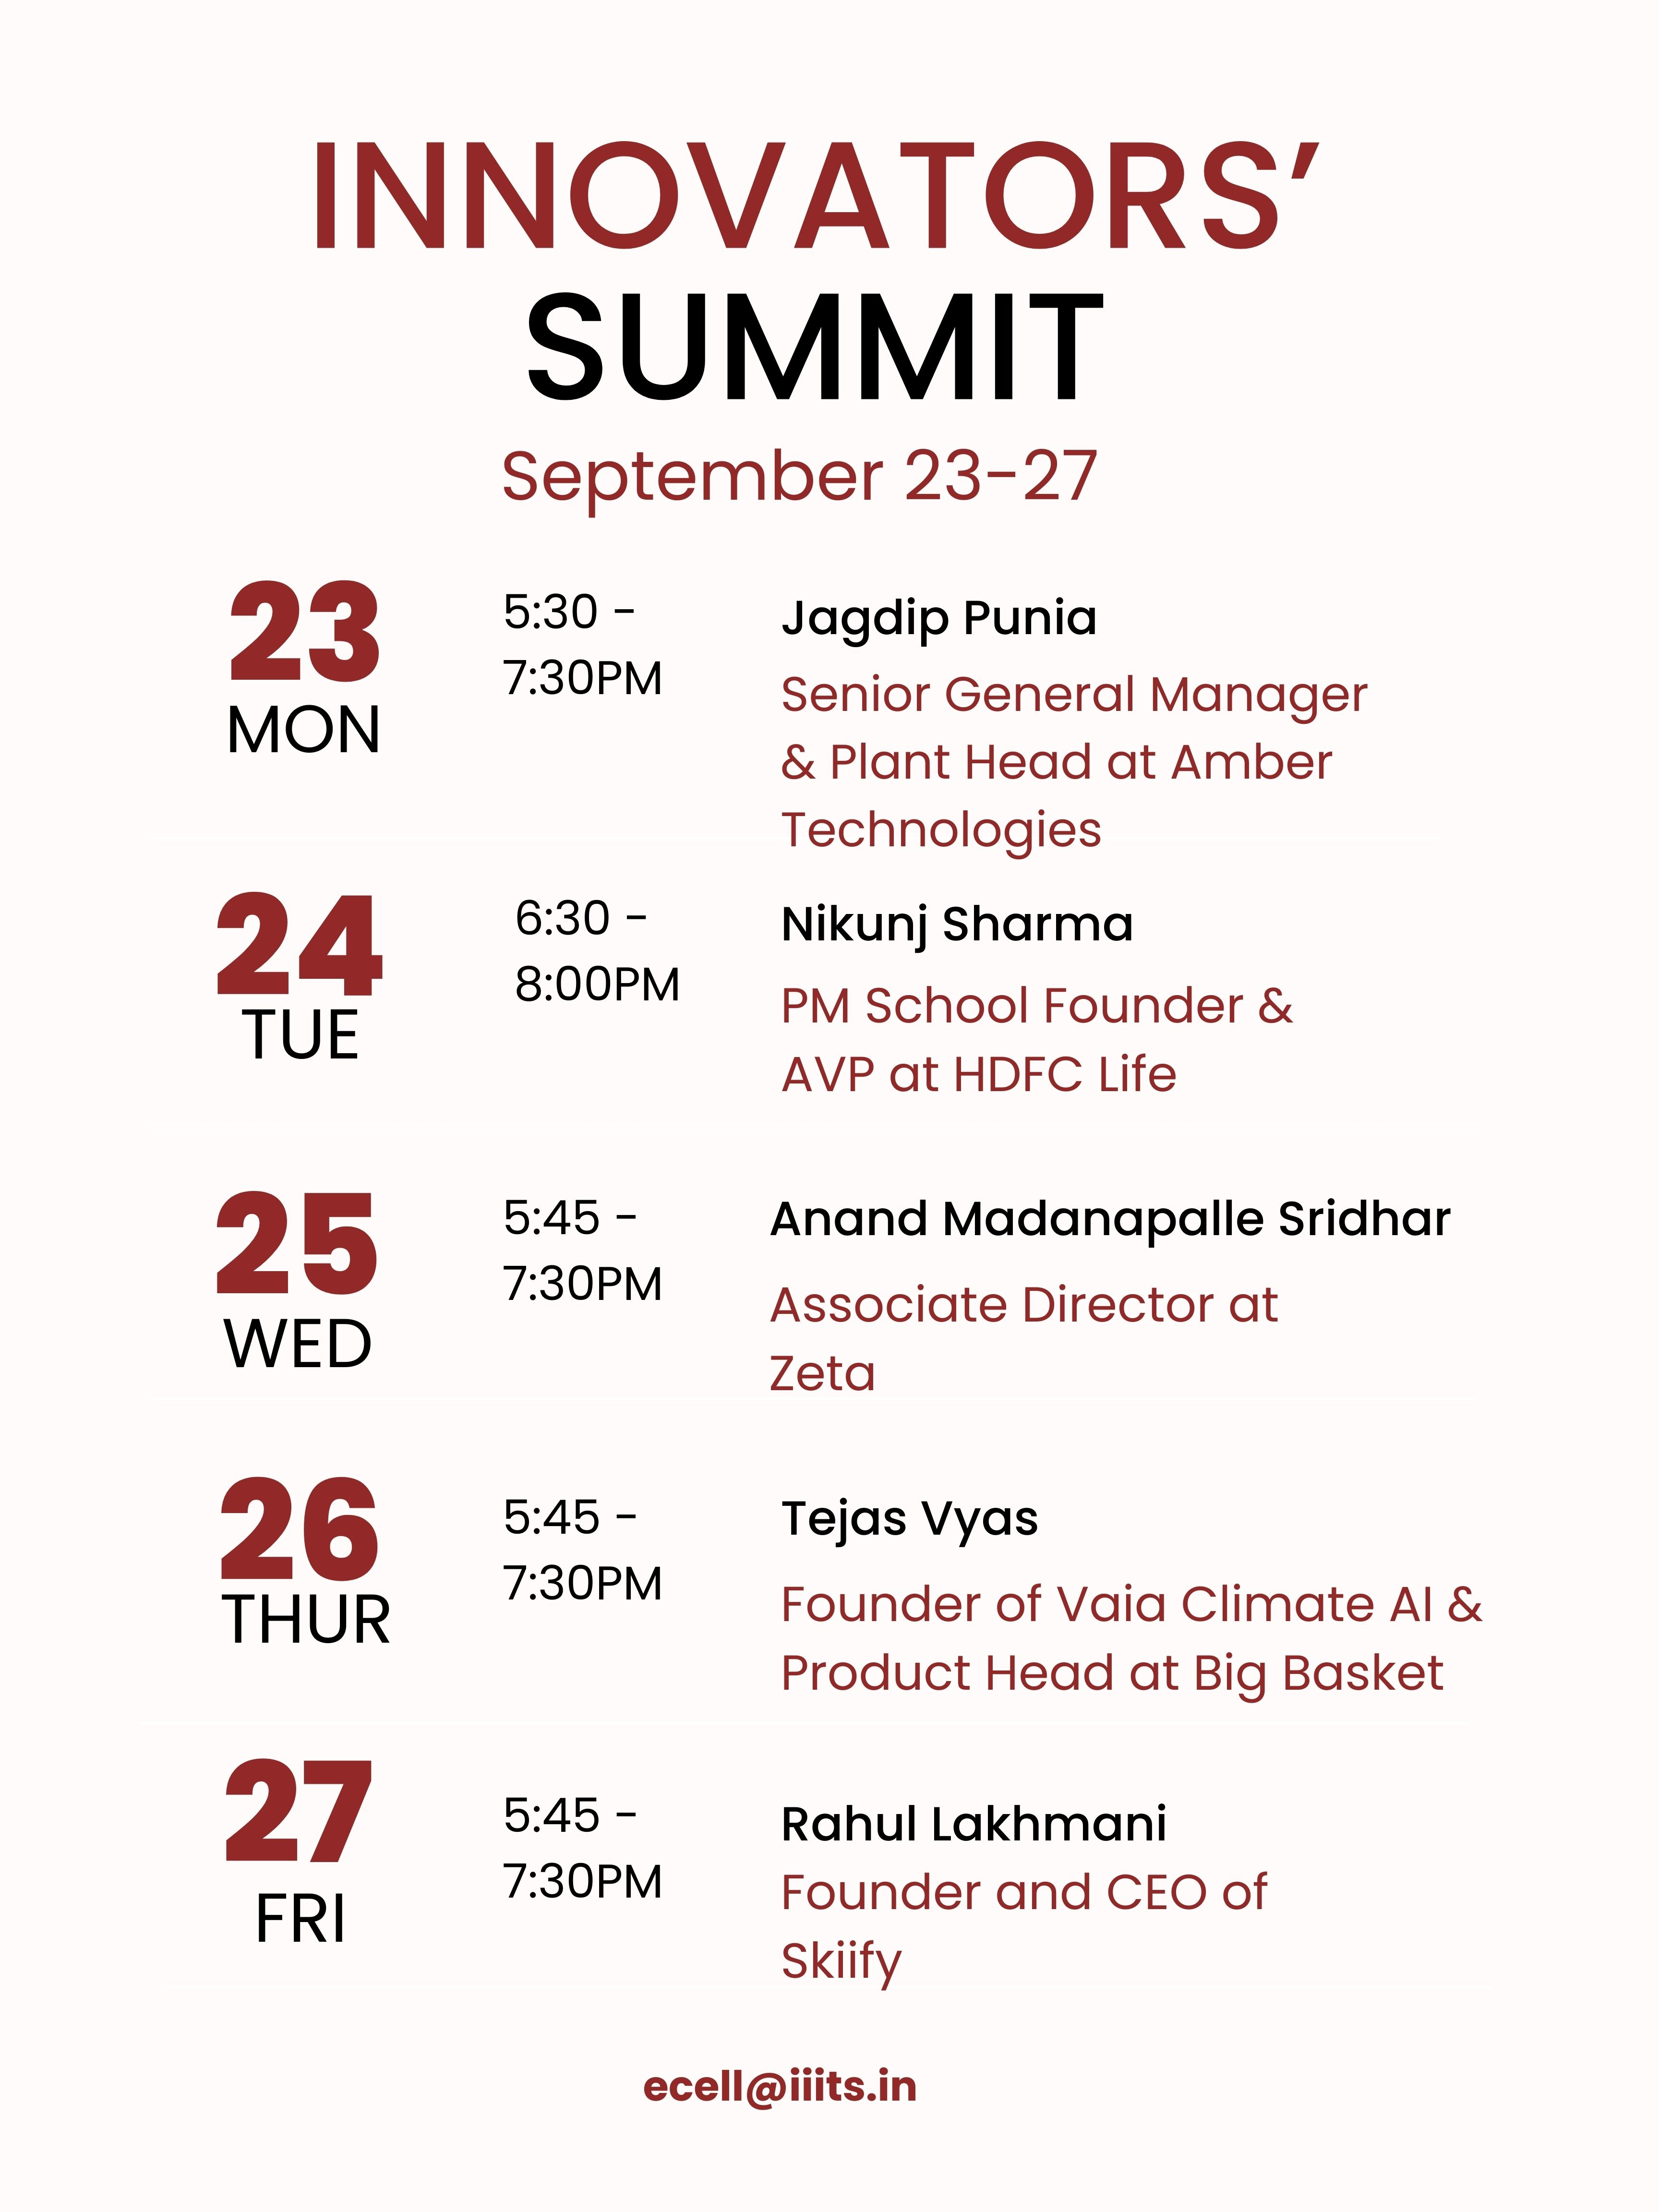 INNOVATORS’
SUMMIT
September 23-27
23
MON
5:30 -
7:30PM
Jagdip Punia
Senior General Manager
& Plant Head at Amber
Technologies
24
TUE
6:30 -
8:00PM
Nikunj Sharma
PM School Founder &
AVP at HDFC Life
25
WED
5:45 -
7:30PM
Anand Madanapalle Sridhar
Associate Director at
Zeta
26
THUR
5:45 -
7:30PM
Tejas Vyas
Founder of Vaia Climate AI &
Product Head at Big Basket
27
FRI
5:45 -
7:30PM
Rahul Lakhmani
Founder and CEO of
Skiify
ecell@iiits.in